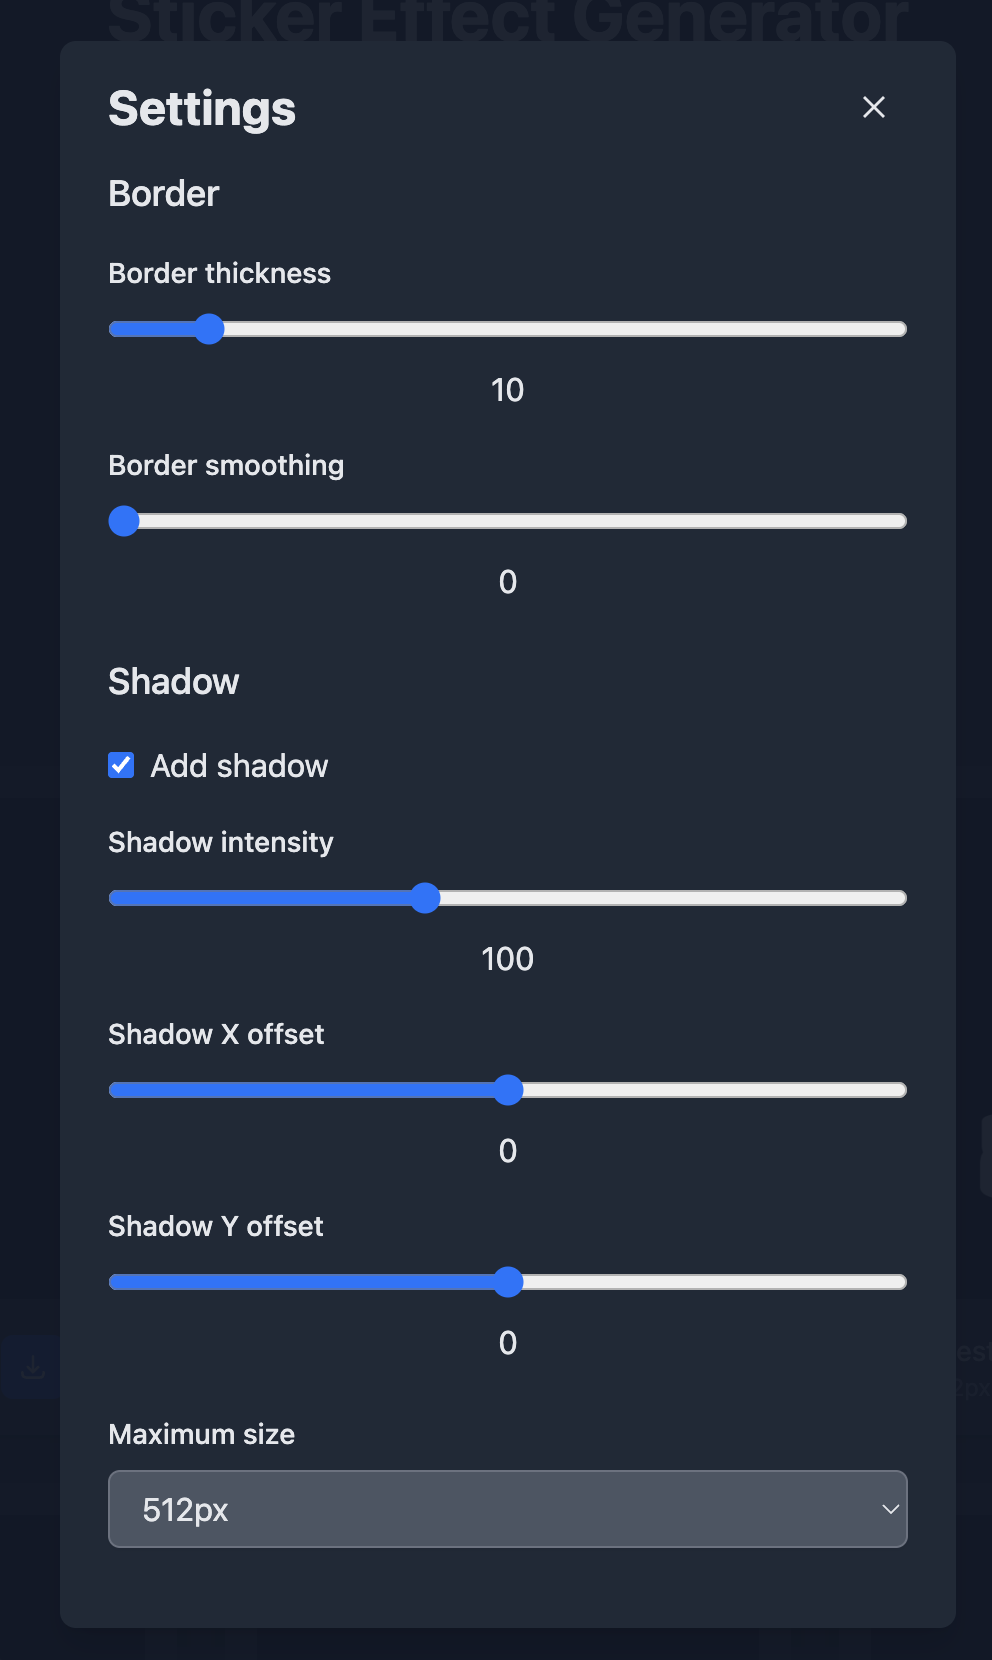 Sticker Effect Generator
Settings
Border
Border thickness
10
Border smoothing
0
Shadow
Add shadow
Shadow intensity
100
Shadow X offset
0
Shadow Y offset
0
Maximum size
512px